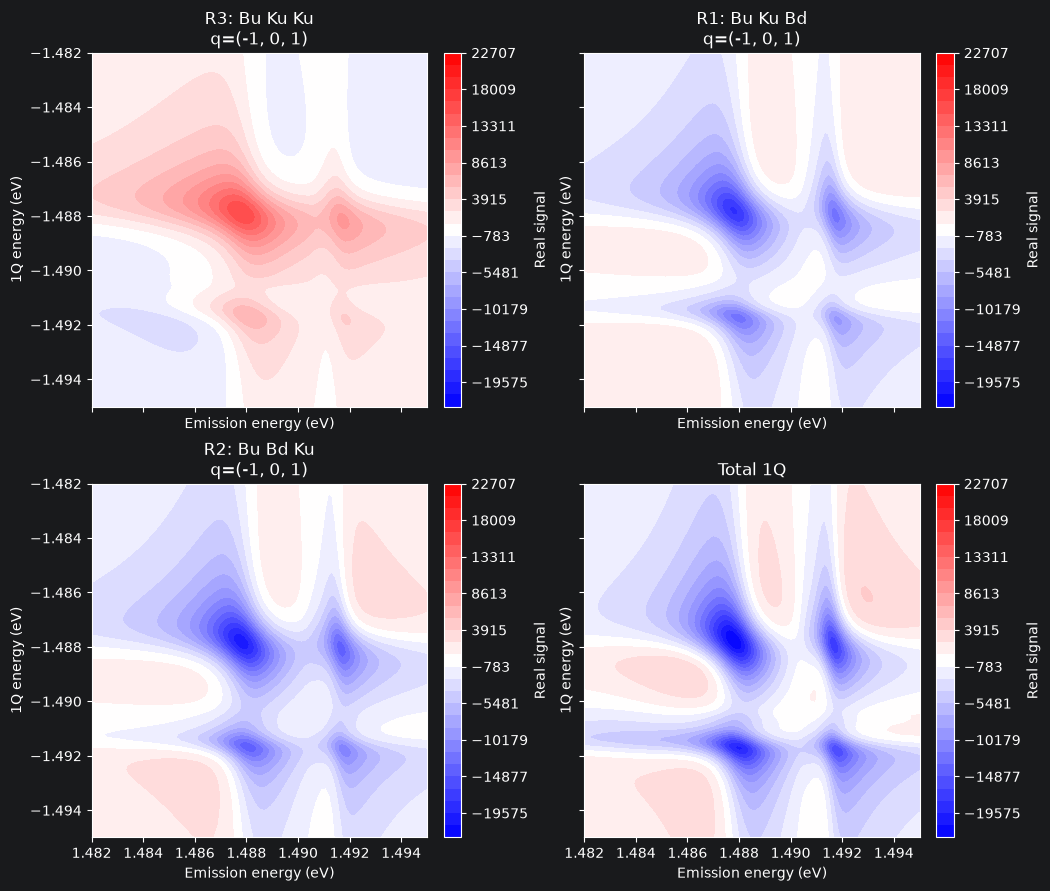 R3: Bu Ku Ku
q=(-1, 0, 1)
−1.482
−1.484
−1.486
−1.488
−1.490
−1.492
−1.494
1Q energy (eV)
Emission energy (eV)
22707
18009
13311
8613
3915
−783
−5481
−10179
−14877
−19575
Real signal
R1: Bu Ku Bd
q=(-1, 0, 1)
1Q energy (eV)
Emission energy (eV)
22707
18009
13311
8613
3915
−783
−5481
−10179
−14877
−19575
Real signal
R2: Bu Bd Ku
q=(-1, 0, 1)
−1.482
−1.484
−1.486
−1.488
−1.490
−1.492
−1.494
1Q energy (eV)
1.482 1.484 1.486 1.488 1.490 1.492 1.494
Emission energy (eV)
22707
18009
13311
8613
3915
−783
−5481
−10179
−14877
−19575
Real signal
Total 1Q
1Q energy (eV)
1.482 1.484 1.486 1.488 1.490 1.492 1.494
Emission energy (eV)
22707
18009
13311
8613
3915
−783
−5481
−10179
−14877
−19575
Real signal